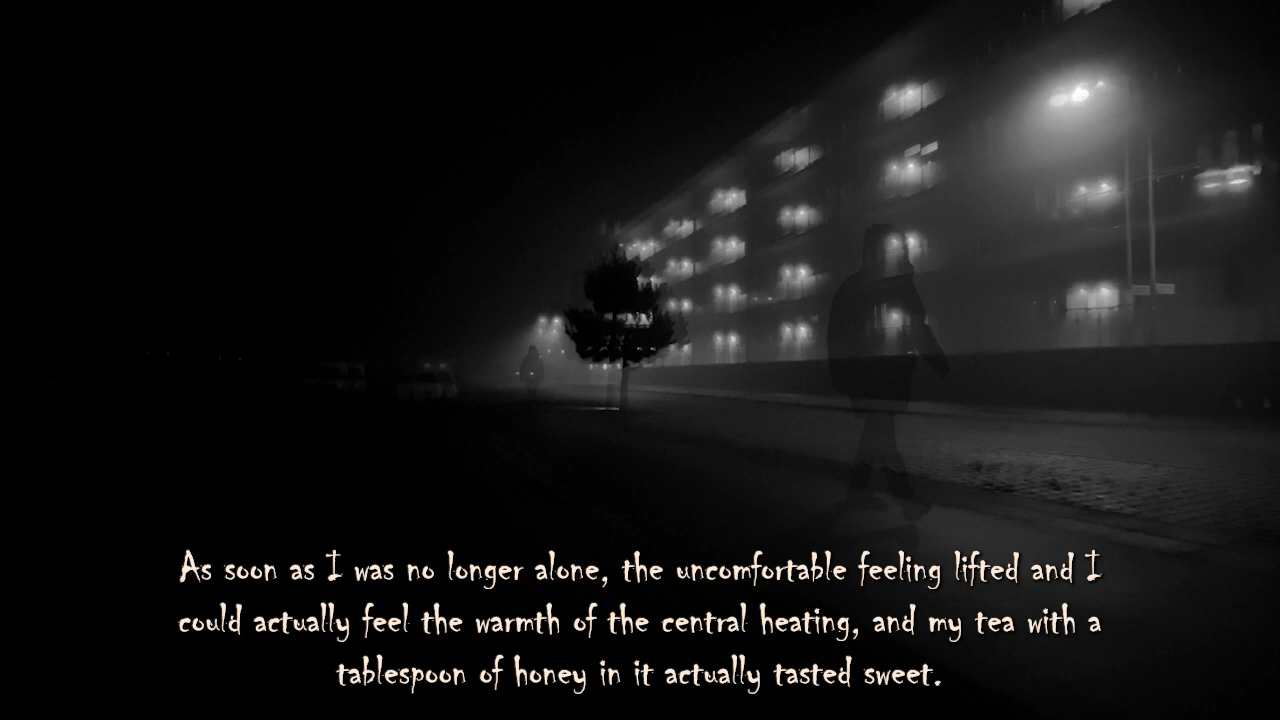 As soon as I was no longer alone, the uncomfortable feeling lifted and I
could actually feel the warmth of the central heating, and my tea with a
tablespoon of honey in it actually tasted sweet.